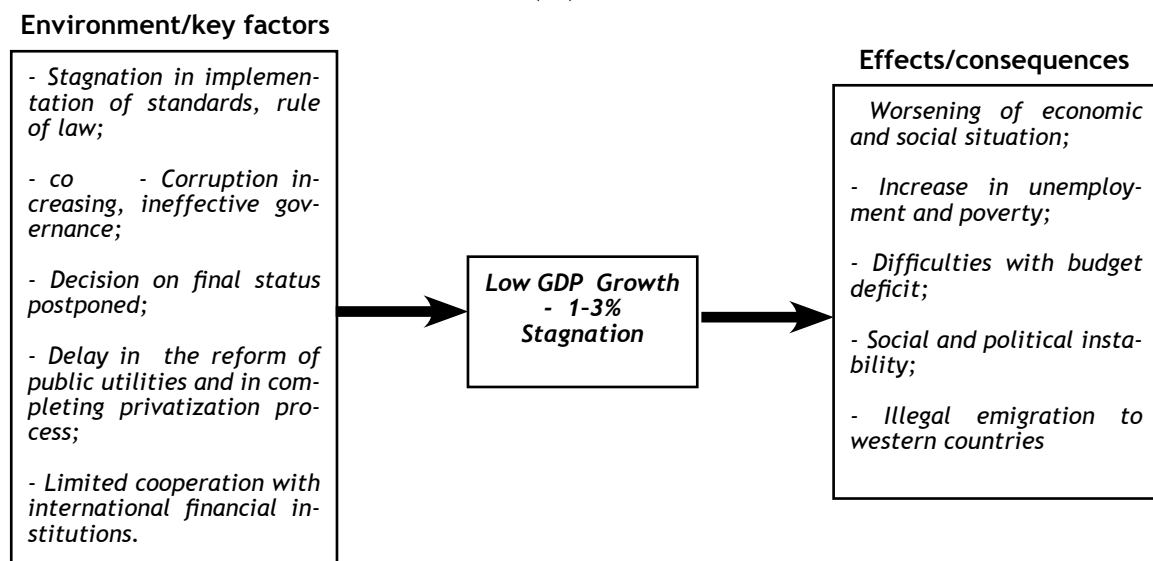 Environment/key factors
- Stagnation in implemen-
tation of standards, rule
of law;
- co - Corruption in-
creasing, ineffective gov-
ernance;
- Decision on final status
postponed;
- Delay in the reform of
public utilities and in com-
pleting privatization pro-
cess;
- Limited cooperation with
international financial in-
stitutions.
Low GDP Growth
- 1-3%
Stagnation
Effects/consequences
Worsening of economic
and social situation;
- Increase in unemploy-
ment and poverty;
- Difficulties with budget
deficit;
- Social and political insta-
bility;
- Illegal emigration to
western countries